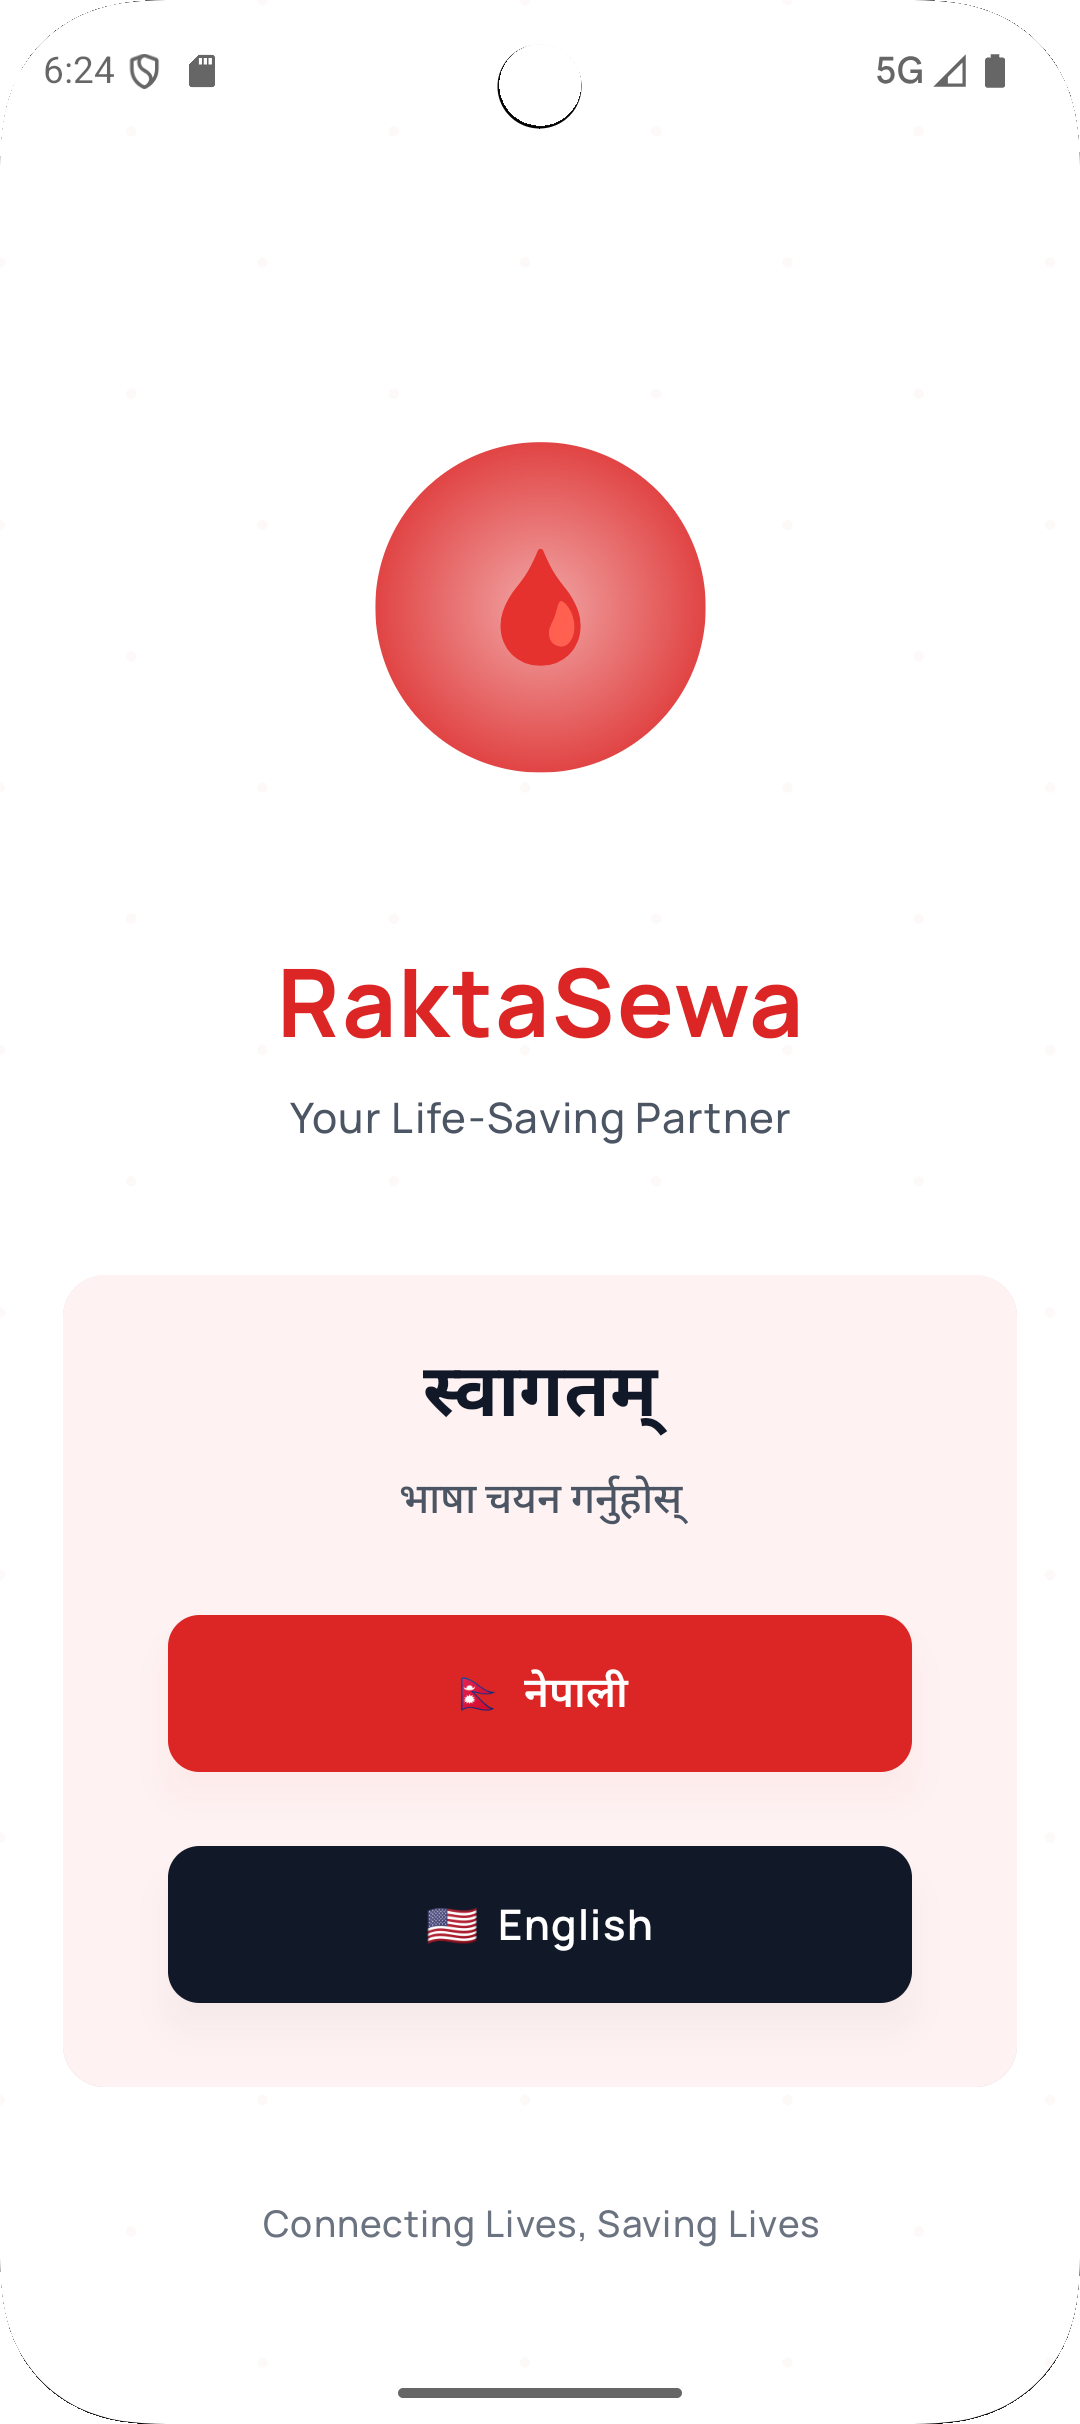 6:24
5G
RaktaSewa
Your Life-Saving Partner
स्वागतम्
भाषा चयन गर्नुहोस्
नेपाली
English
Connecting Lives, Saving Lives